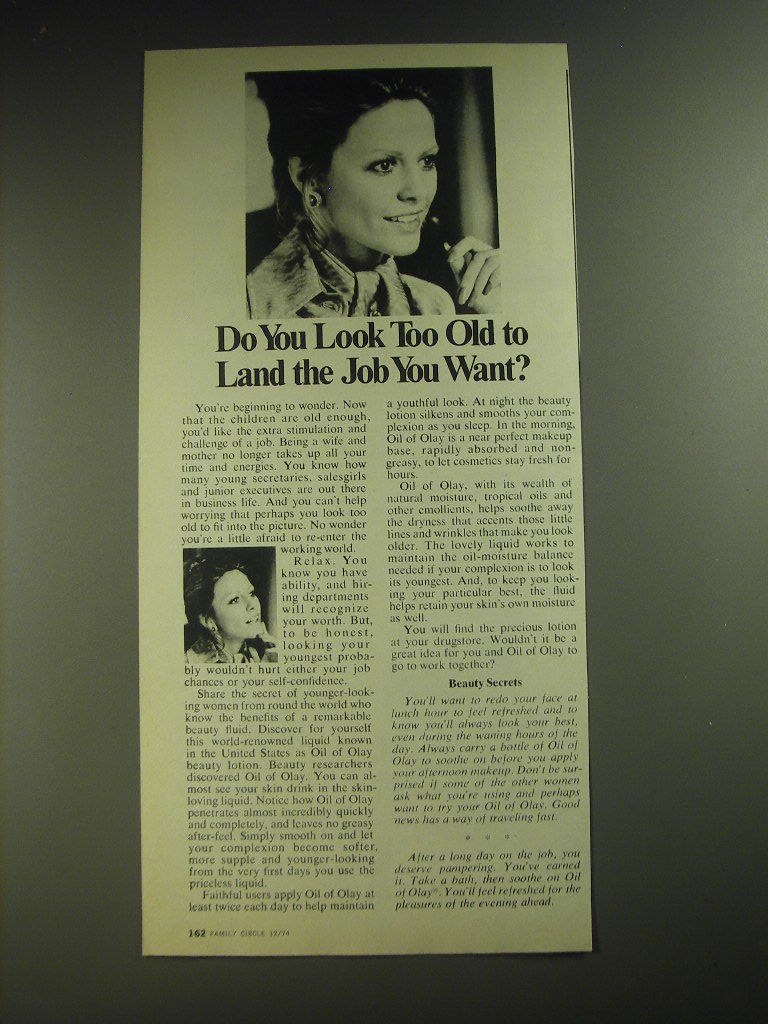 Do You Look Too Old to
Land the Job You Want?
You're beginning to wonder. Now
that the children are old enough,
you'd like the extra stimulation and
challenge of a job. Being a wife and
mother no longer takes up all your
time and energies. You know how
many young secretaries, salesgirls
and junior executives are out there
in business life. And you can't help
worrying that perhaps you look too
old to fit into the picture. No wonder
you're a little afraid to re-enter the
working world.
Relax. You
know you have
ability, and hir-
ing departments
will recognize
your worth. But,
to be honest,
looking your
youngest proba-
bly wouldn't hurt either your job
chances or your self-confidence.
Share the secret of younger-look-
ing women from round the world who
know the benefits of a remarkable
beauty fluid. Discover for yourself
this world-renowned liquid known
in the United States as Oil of Olay
beauty lotion. Beauty researchers
discovered Oil of Olay. You can al-
most see your skin drink in the skin-
loving liquid. Notice how Oil of Olay
penetrates almost incredibly quickly
and completely, and leaves no greasy
after-feel. Simply smooth on and let
your complexion become softer,
more supple and younger-looking
from the very first days you use the
priceless liquid.
Faithful users apply Oil of Olay at
least twice each day to help maintain
a youthful look. At night the beauty
lotion silkens and smooths your com-
plexion as you sleep. In the morning,
Oil of Olay is a near perfect makeup
base, rapidly absorbed and non-
greasy, to let cosmetics stay fresh for
hours.
Oil of Olay, with its wealth of
natural moisture, tropical oils and
other emollients, helps soothe away
the dryness that accents those little
lines and wrinkles that make you look
older. The lovely liquid works to
maintain the oil-moisture balance
needed if your complexion is to look
its youngest. And, to keep you look-
ing your particular best, the fluid
helps retain your skin's own moisture
as well.
You will find the precious lotion
at your drugstore. Wouldn't it be a
great idea for you and Oil of Olay to
go to work together?
Beauty Secrets
You'll want to redo your face at
lunch hour to feel refreshed and to
know you'll always look your best,
even during the waning hours of the
day. Always carry a bottle of Oil of
Olay to soothe on before you apply
your afternoon makeup. Don't be sur-
prised if some of the other women
ask what you're using and perhaps
want to try your Oil of Olay. Good
news has a way of traveling fast.
* * *
After a long day on the job, you
deserve pampering. You've earned
it. Take a bath, then soothe on Oil
of Olay®. You'll feel refreshed for the
pleasures of the evening ahead.
162 FAMILY CIRCLE 12/74